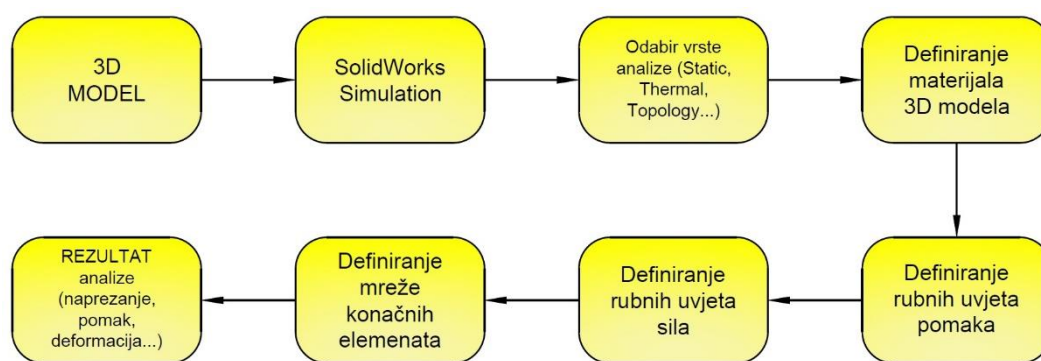 3D
MODEL
SolidWorks
Simulation
Odabir vrste
analize (Static,
Thermal,
Topology...)
Definiranje
materijala
3D modela
Definiranje
rubnih uvjeta
pomaka
Definiranje
rubnih uvjeta
sila
Definiranje
mreže
konačnih
elemenata
REZULTAT
analize
(naprezanje,
pomak,
deformacija...)